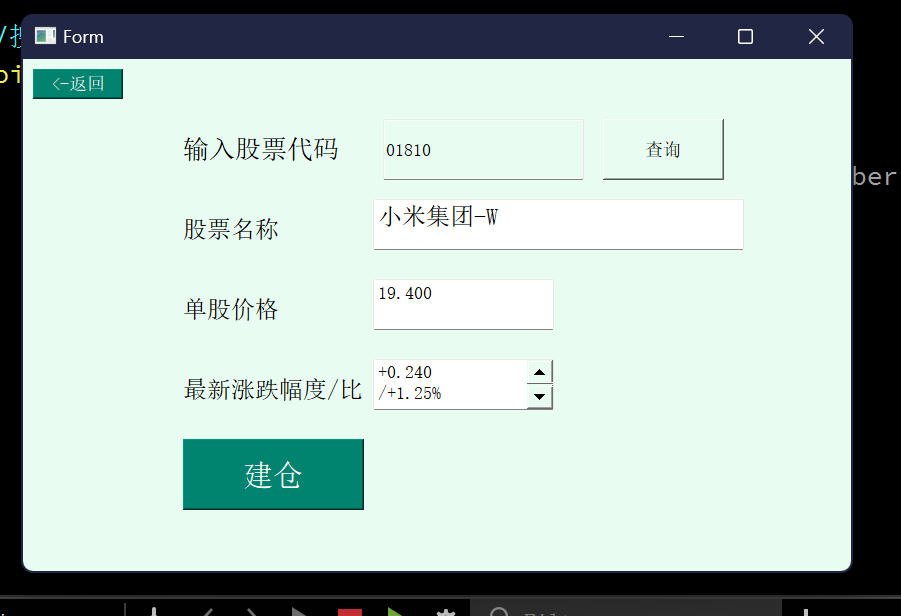 Form
<-返回
输入股票代码
01810
查询
股票名称
小米集团-W
单股价格
19.400
最新涨跌幅度/比
+0.240
/+1.25%
建仓
ber